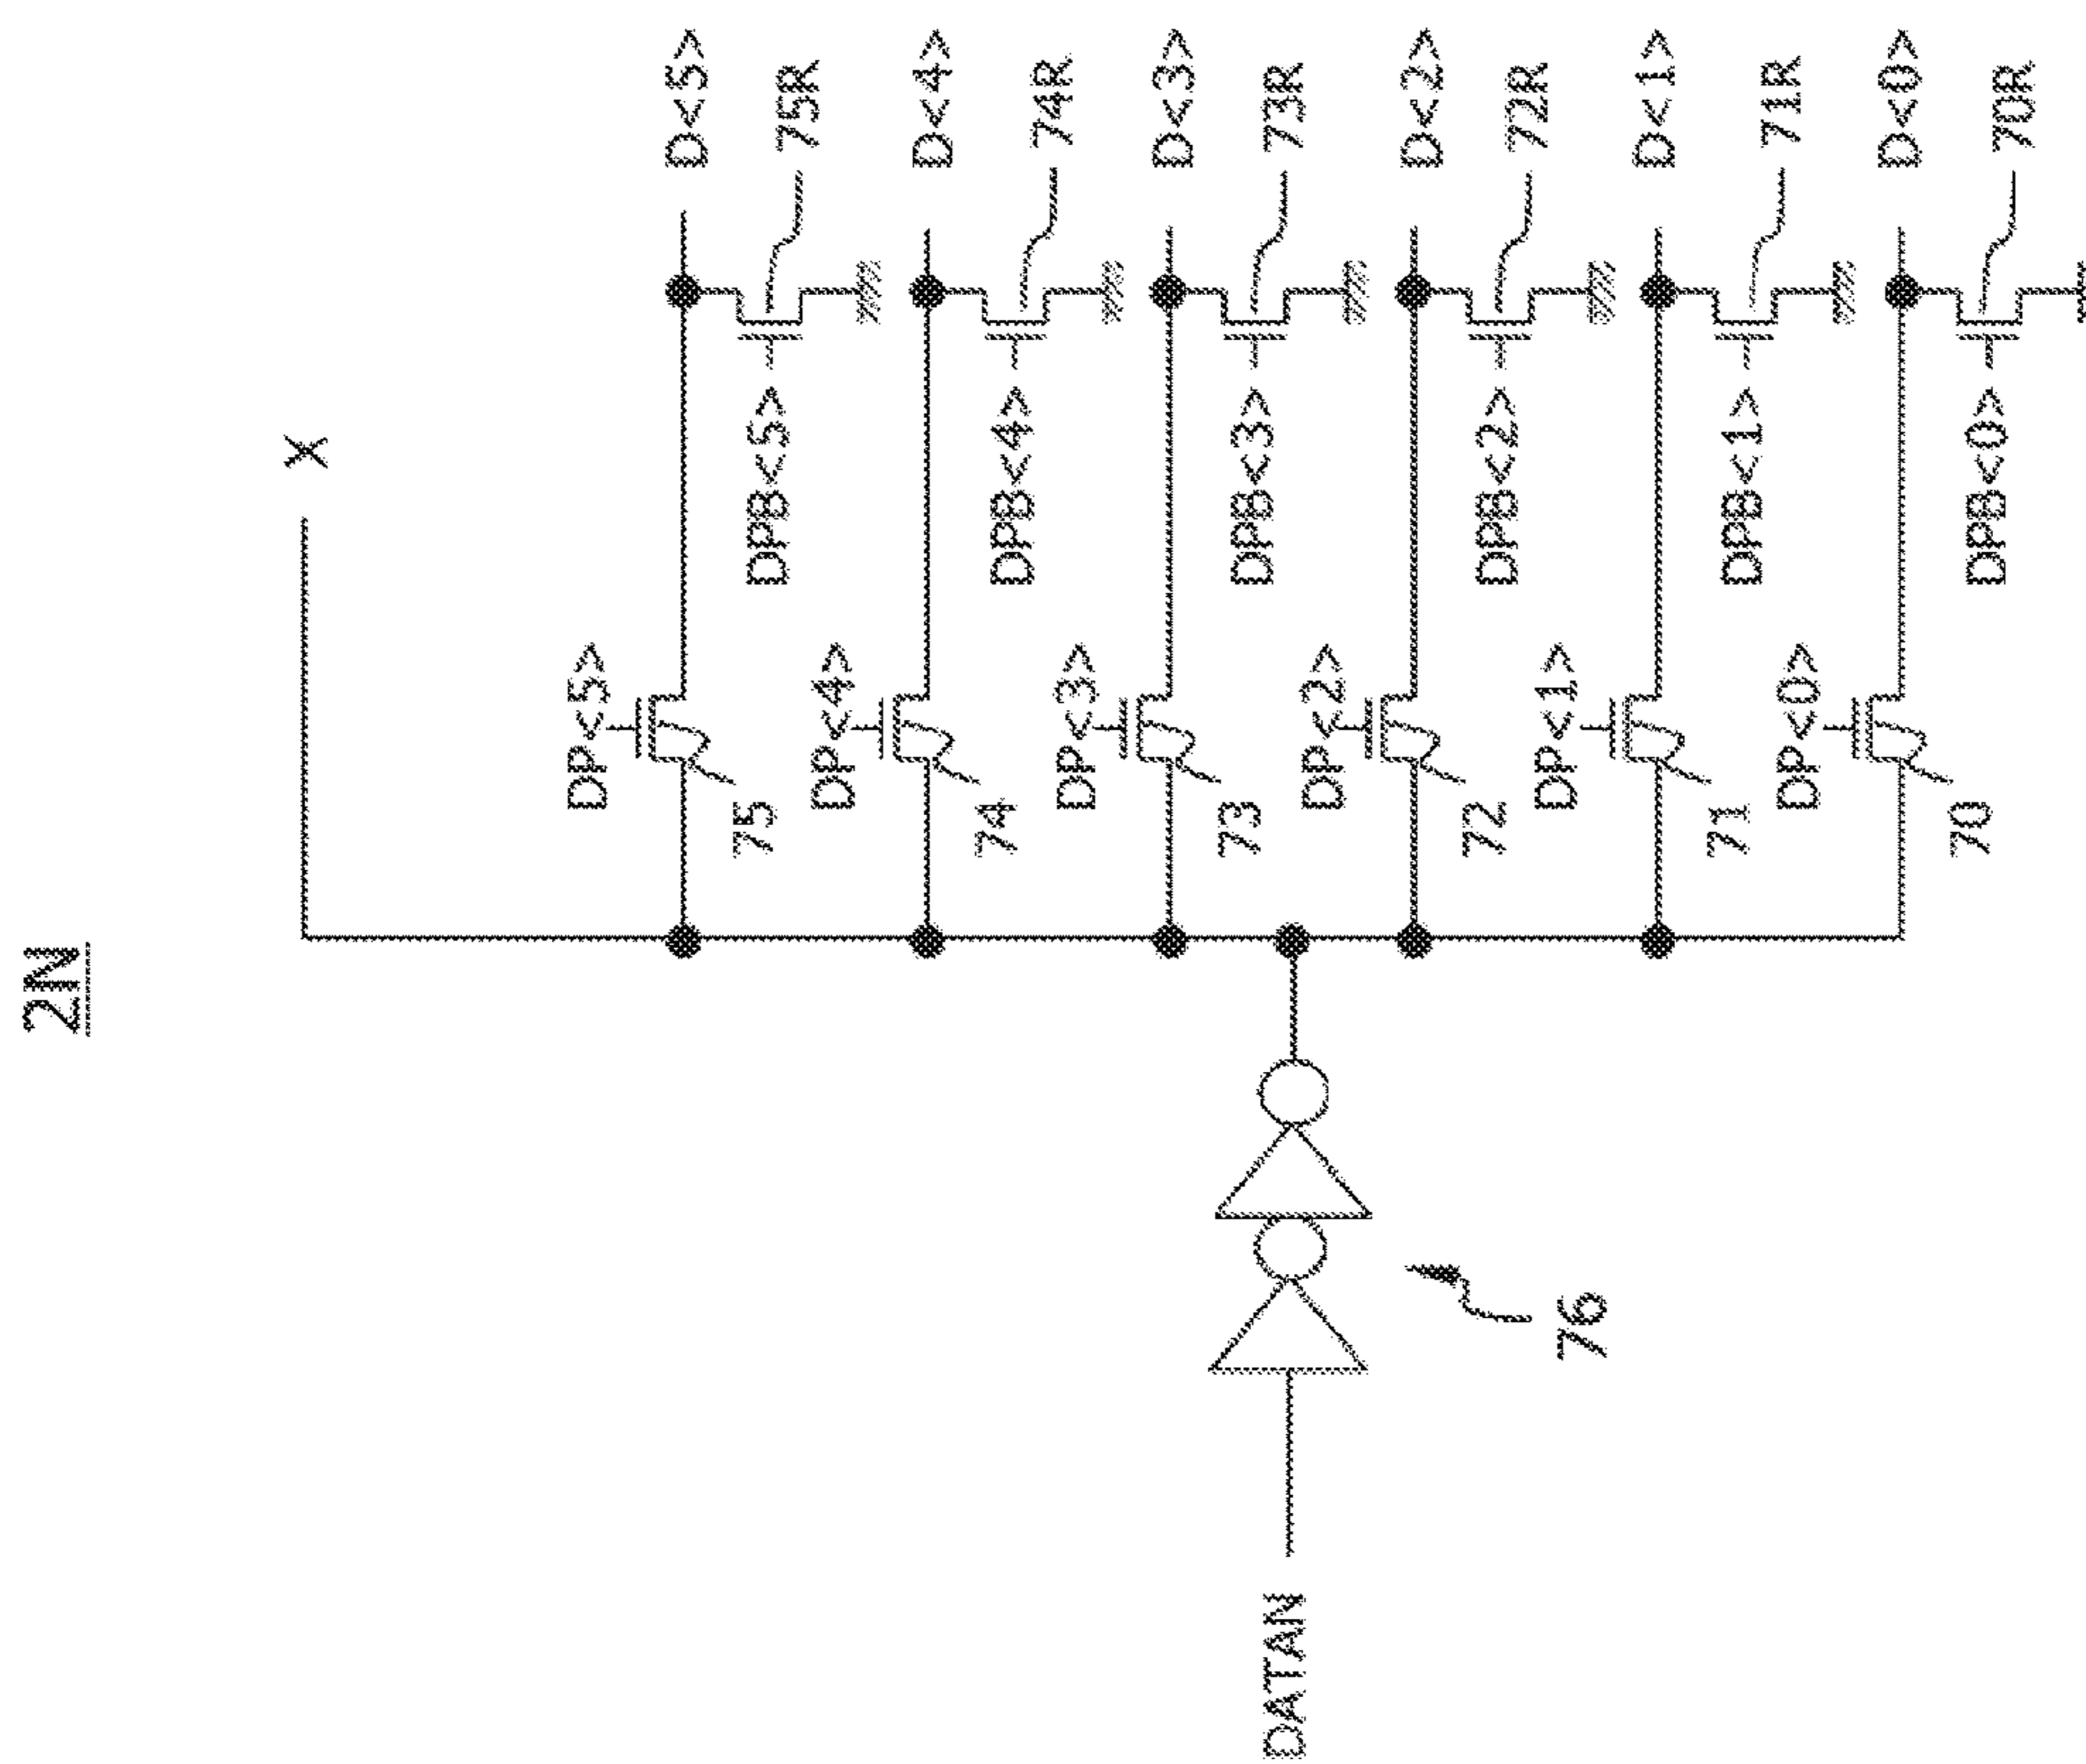 2N
X
DP<5>
75
DPB<5>
D<5>
75R
DP<4>
74
DPB<4>
D<4>
74R
DP<3>
73
DPB<3>
D<3>
73R
DP<2>
72
DPB<2>
D<2>
72R
DP<1>
71
DPB<1>
D<1>
71R
DP<0>
70
DPB<0>
D<0>
70R
DATAN
76